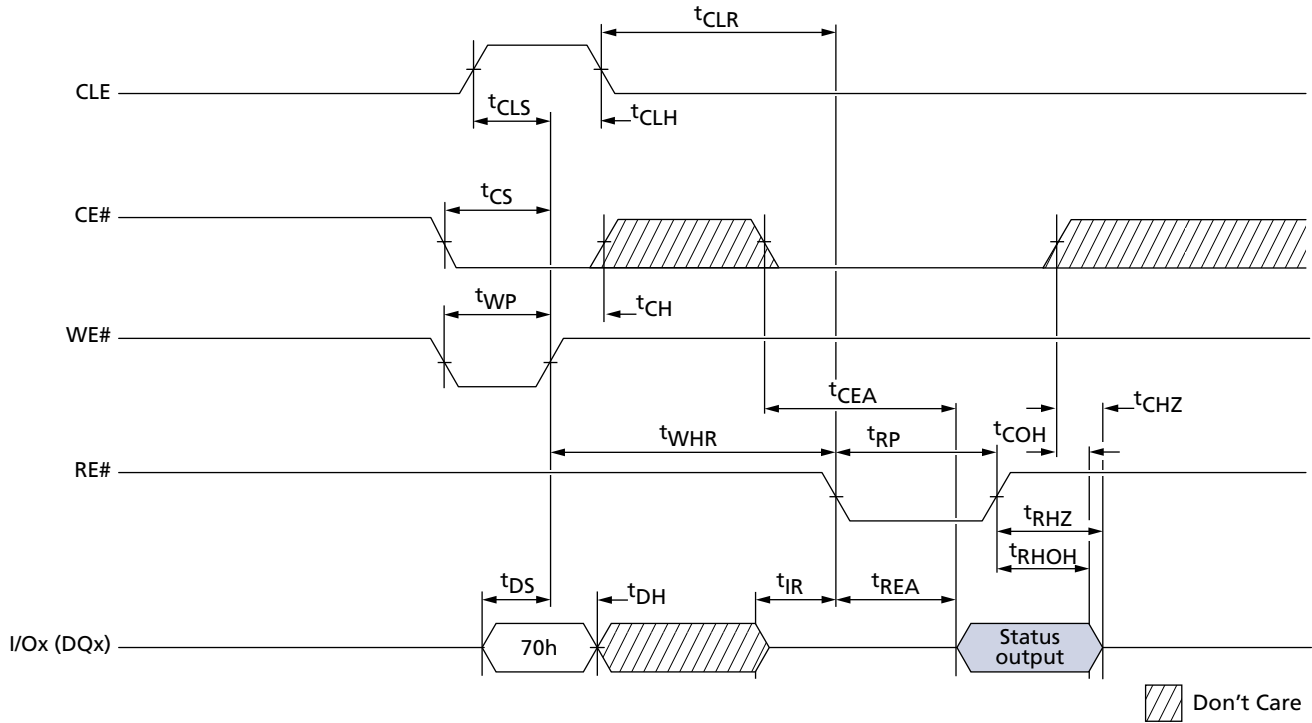 tCLR
CLE
tCLS
tCLH
tCS
CE#
tWP
tCH
WE#
tCEA
tCHZ
tWHR
tRP
tCOH
RE#
tRHZ
tRHOH
tDS
tDH
tIR
tREA
I/Ox (DQx)
70h
Status
output
Don't Care